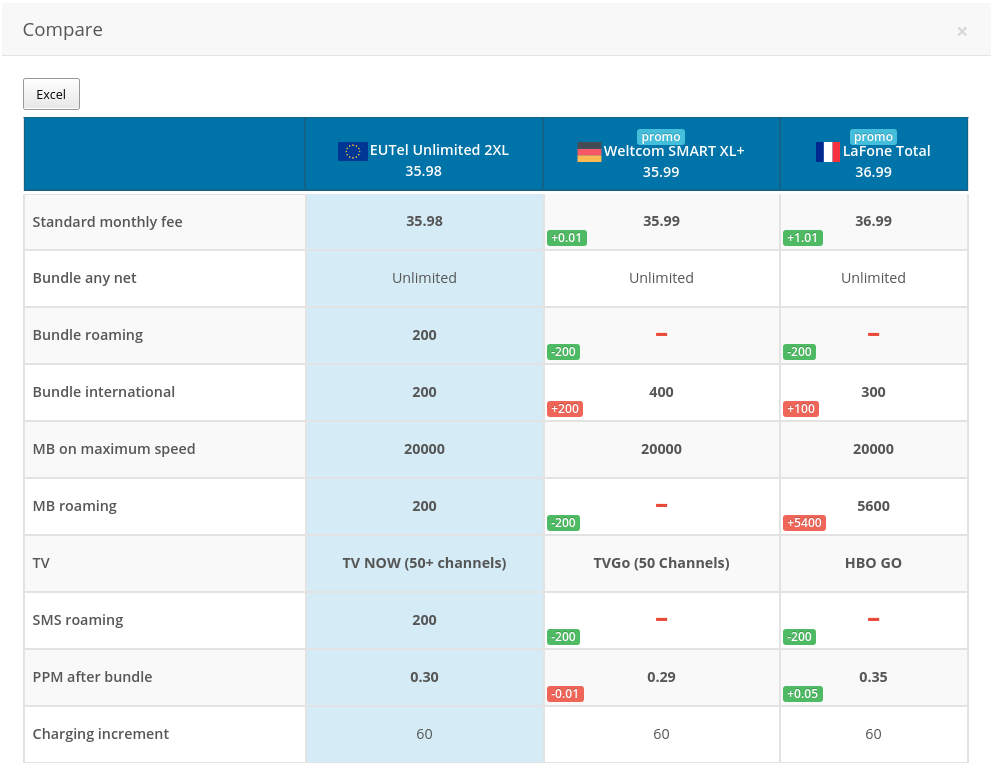 Compare ×
Excel
promo promo
EUTel Unlimited 2XL Weltcom SMART XL+ LaFone Total
35.98 35.99 36.99
Standard monthly fee 35.98 35.99 36.99
+0.01 +1.01
Bundle any net Unlimited Unlimited Unlimited
Bundle roaming 200 – –
-200 -200
Bundle international 200 400 300
+200 +100
MB on maximum speed 20000 20000 20000
MB roaming 200 – 5600
-200 +5400
TV TV NOW (50+ channels) TVGo (50 Channels) HBO GO
SMS roaming 200 – –
-200 -200
PPM after bundle 0.30 0.29 0.35
-0.01 +0.05
Charging increment 60 60 60